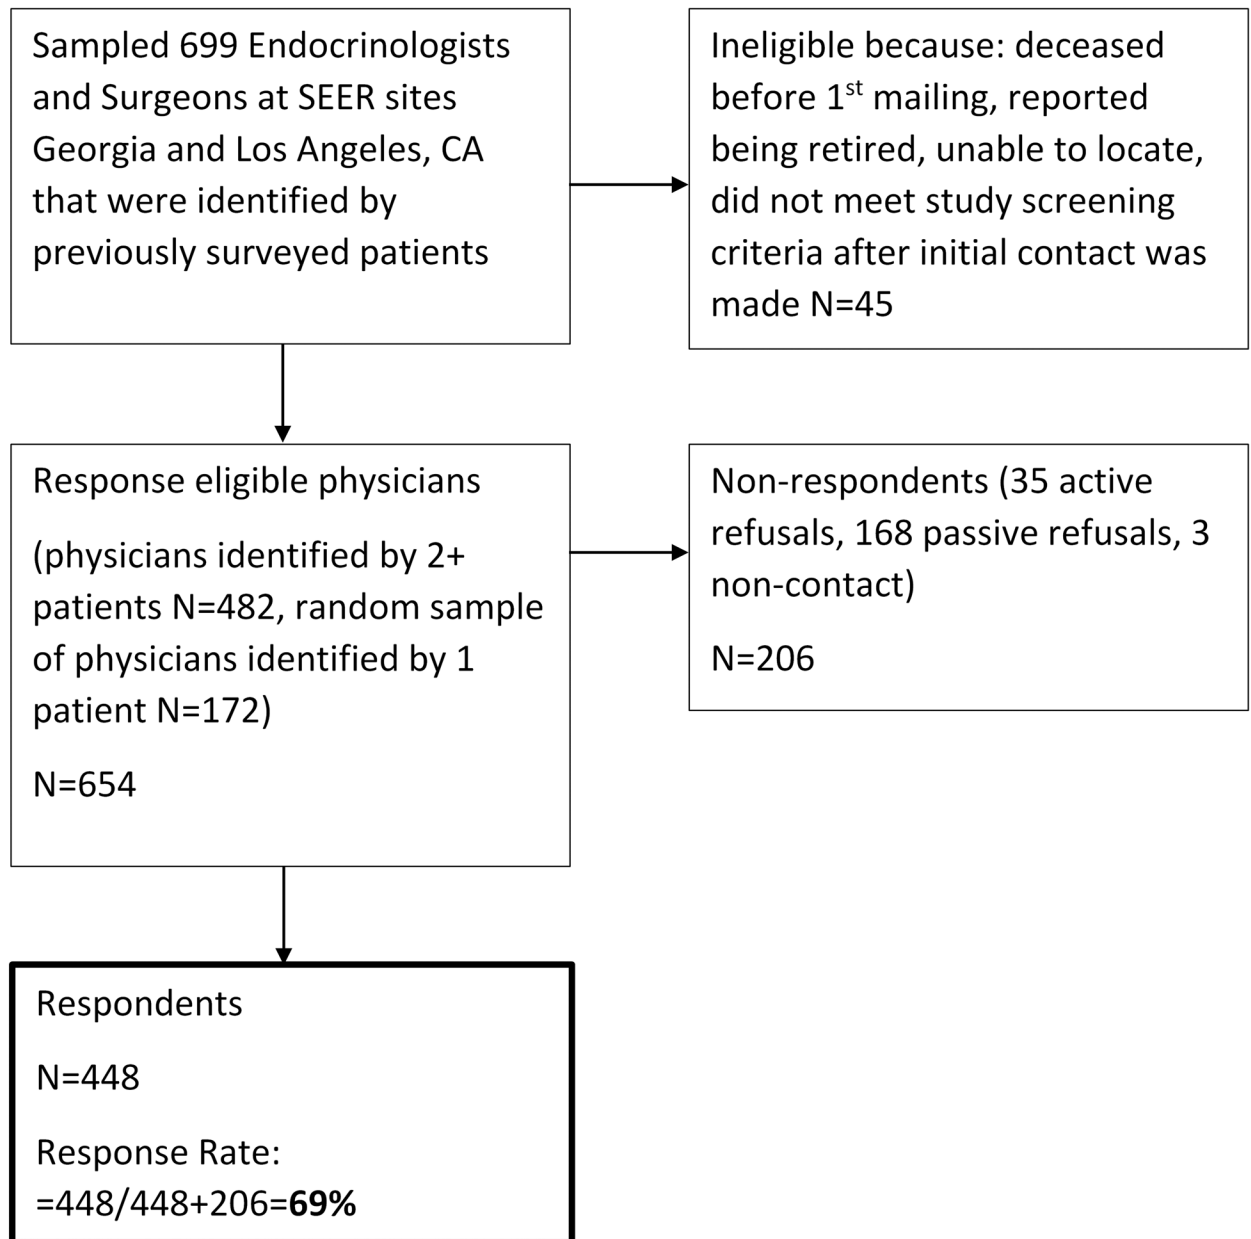 Sampled 699 Endocrinologists
and Surgeons at SEER sites
Georgia and Los Angeles, CA
that were identified by
previously surveyed patients
Ineligible because: deceased
before 1st mailing, reported
being retired, unable to locate,
did not meet study screening
criteria after initial contact was
made N=45
Response eligible physicians
(physicians identified by 2+
patients N=482, random sample
of physicians identified by 1
patient N=172)
N=654
Non-respondents (35 active
refusals, 168 passive refusals, 3
non-contact)
N=206
Respondents
N=448
Response Rate:
=448/448+206=69%